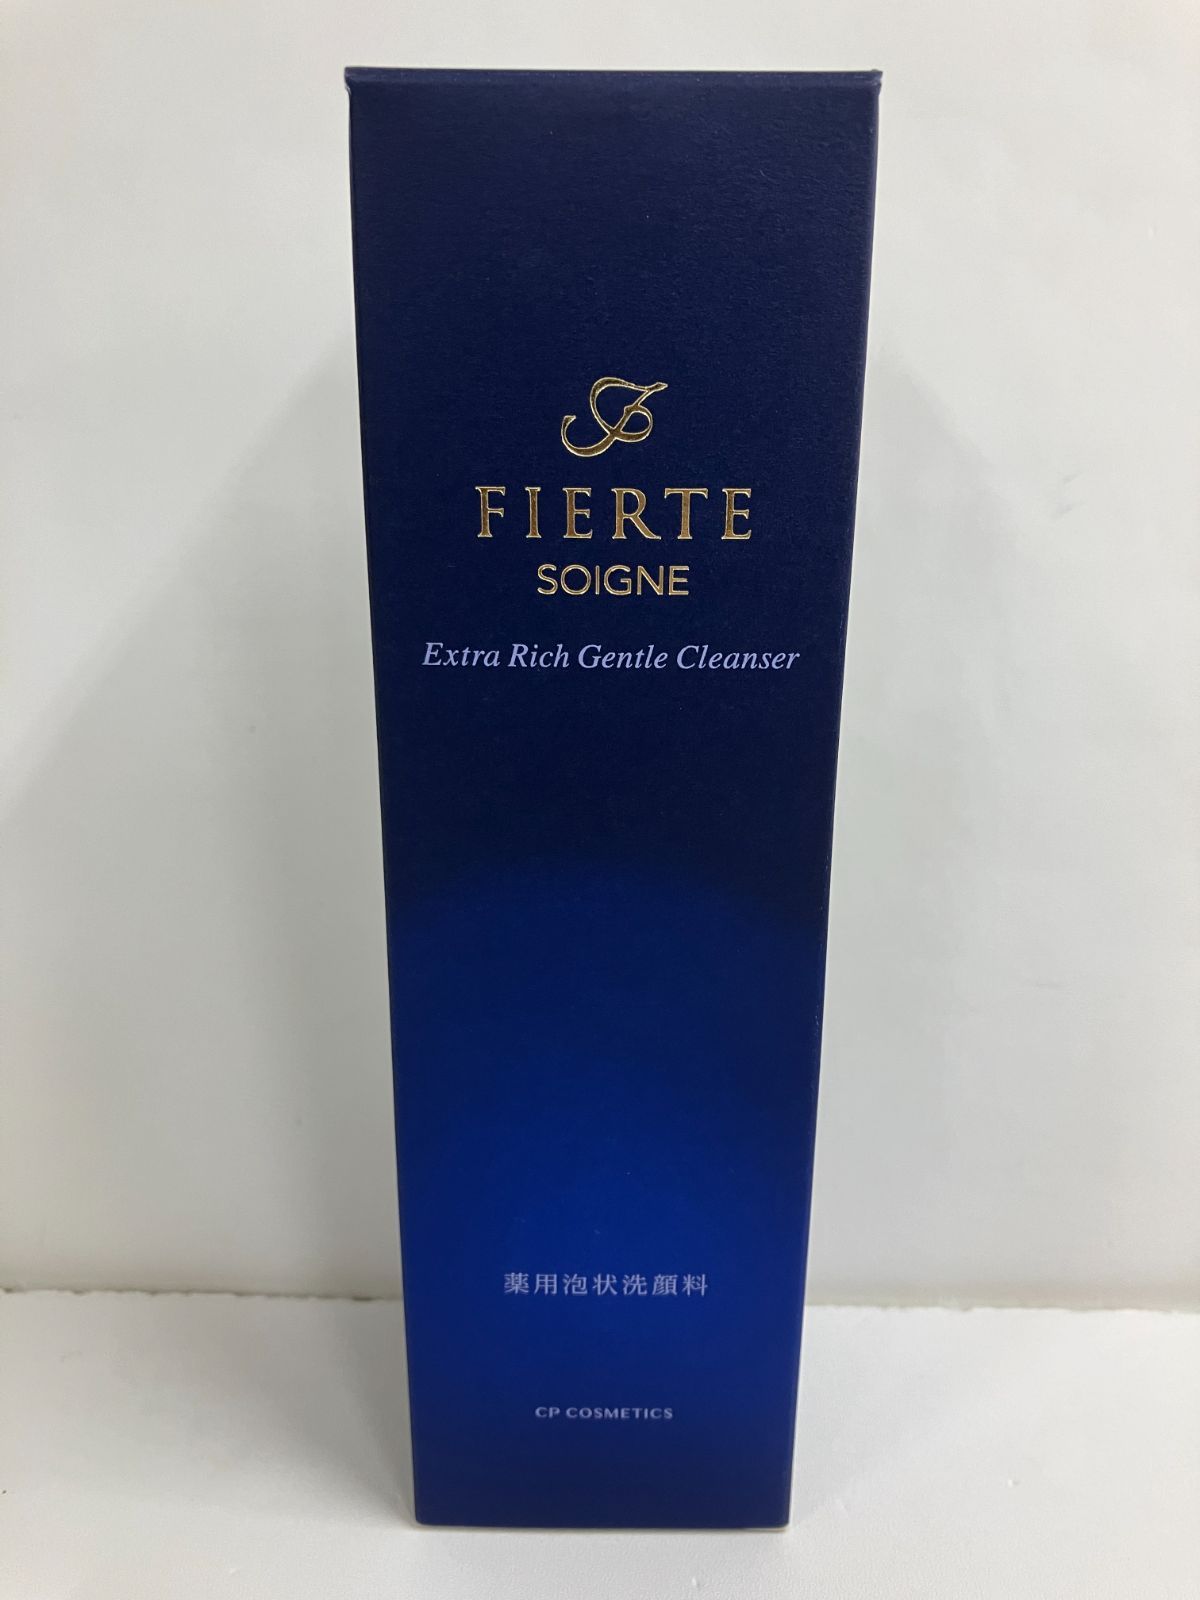 FIERTE
SOIGNE
Extra Rich Gentle Cleanser
薬用泡状洗顔料
CP COSMETICS